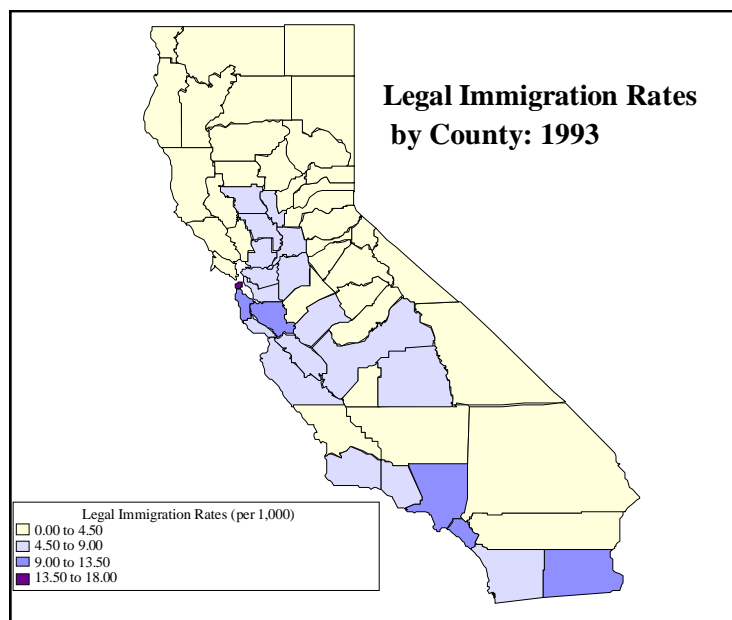 Legal Immigration Rates
by County: 1993
Legal Immigration Rates (per 1,000)
0.00 to 4.50
4.50 to 9.00
9.00 to 13.50
13.50 to 18.00